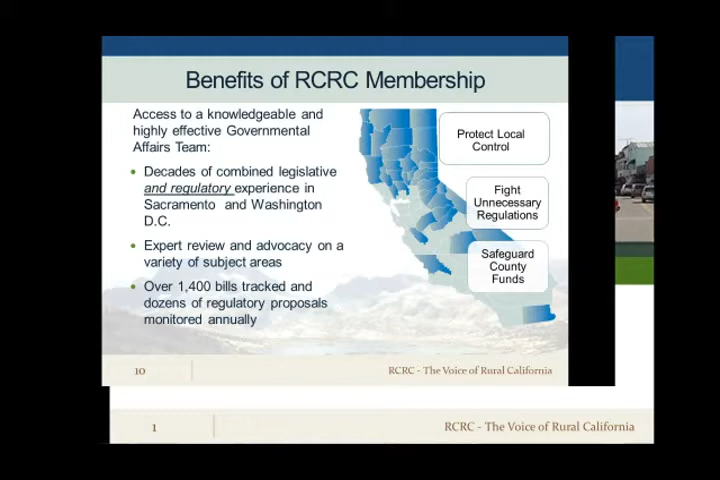 Benefits of RCRC Membership
Access to a knowledgeable and
highly effective Governmental
Affairs Team:
• Decades of combined legislative
and regulatory experience in
Sacramento and Washington
D.C.
• Expert review and advocacy on a
variety of subject areas
• Over 1,400 bills tracked and
dozens of regulatory proposals
monitored annually
Protect Local
Control
Fight
Unnecessary
Regulations
Safeguard
County
Funds
10
RCRC - The Voice of Rural California
1
RCRC - The Voice of Rural California